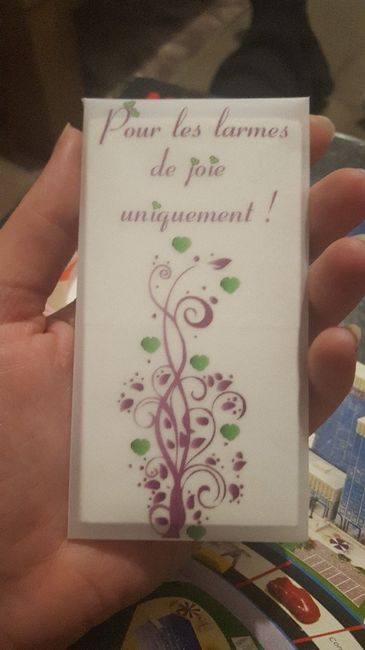 Pour les larmes
de joie
uniquement !